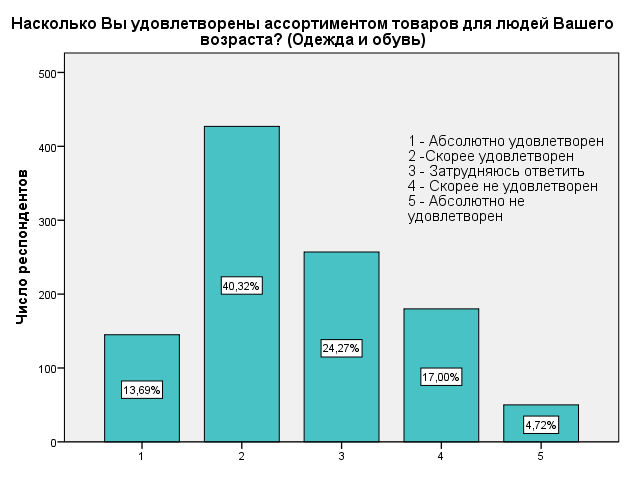 Насколько Вы удовлетворены ассортиментом товаров для людей Вашего
возраста? (Одежда и обувь)
Число респондентов
500
400
300
200
100
0
1 - Абсолютно удовлетворен
2 -Скорее удовлетворен
3 - Затрудняюсь ответить
4 - Скорее не удовлетворен
5 - Абсолютно не
удовлетворен
13,69%
40,32%
24,27%
17,00%
4,72%
1 2 3 4 5